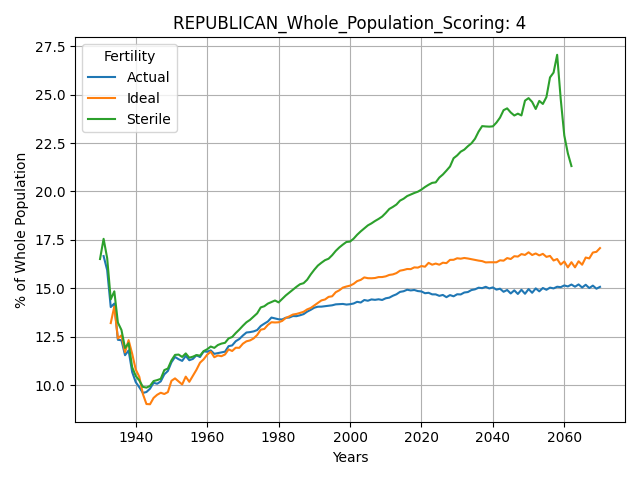 REPUBLICAN_Whole_Population_Scoring: 4
Fertility
Actual
Ideal
Sterile
% of Whole Population
27.5
25.0
22.5
20.0
17.5
15.0
12.5
10.0
1940 1960 1980 2000 2020 2040 2060
Years